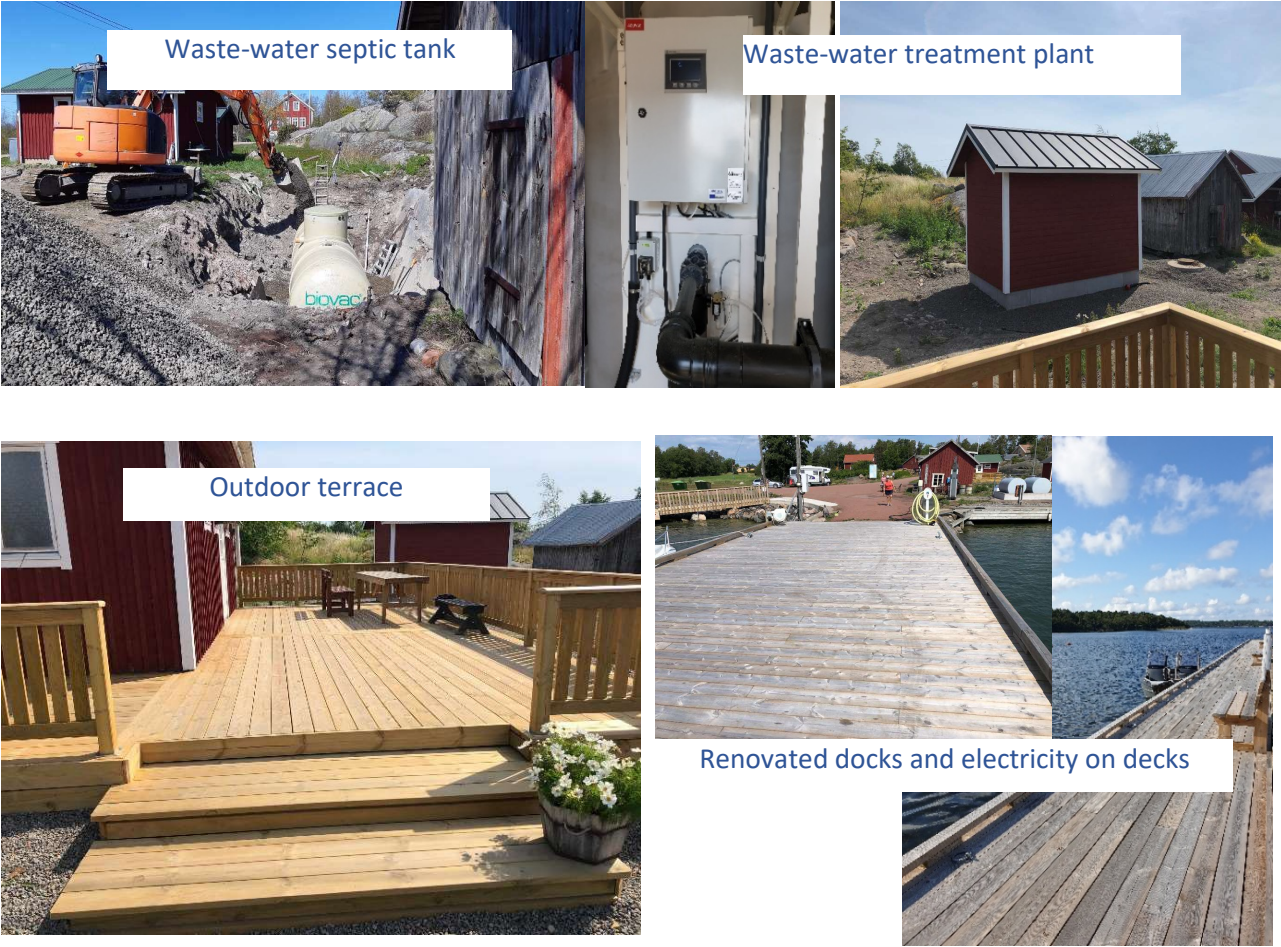 Waste-water septic tank
Waste-water treatment plant
biovac
Outdoor terrace
Renovated docks and electricity on decks